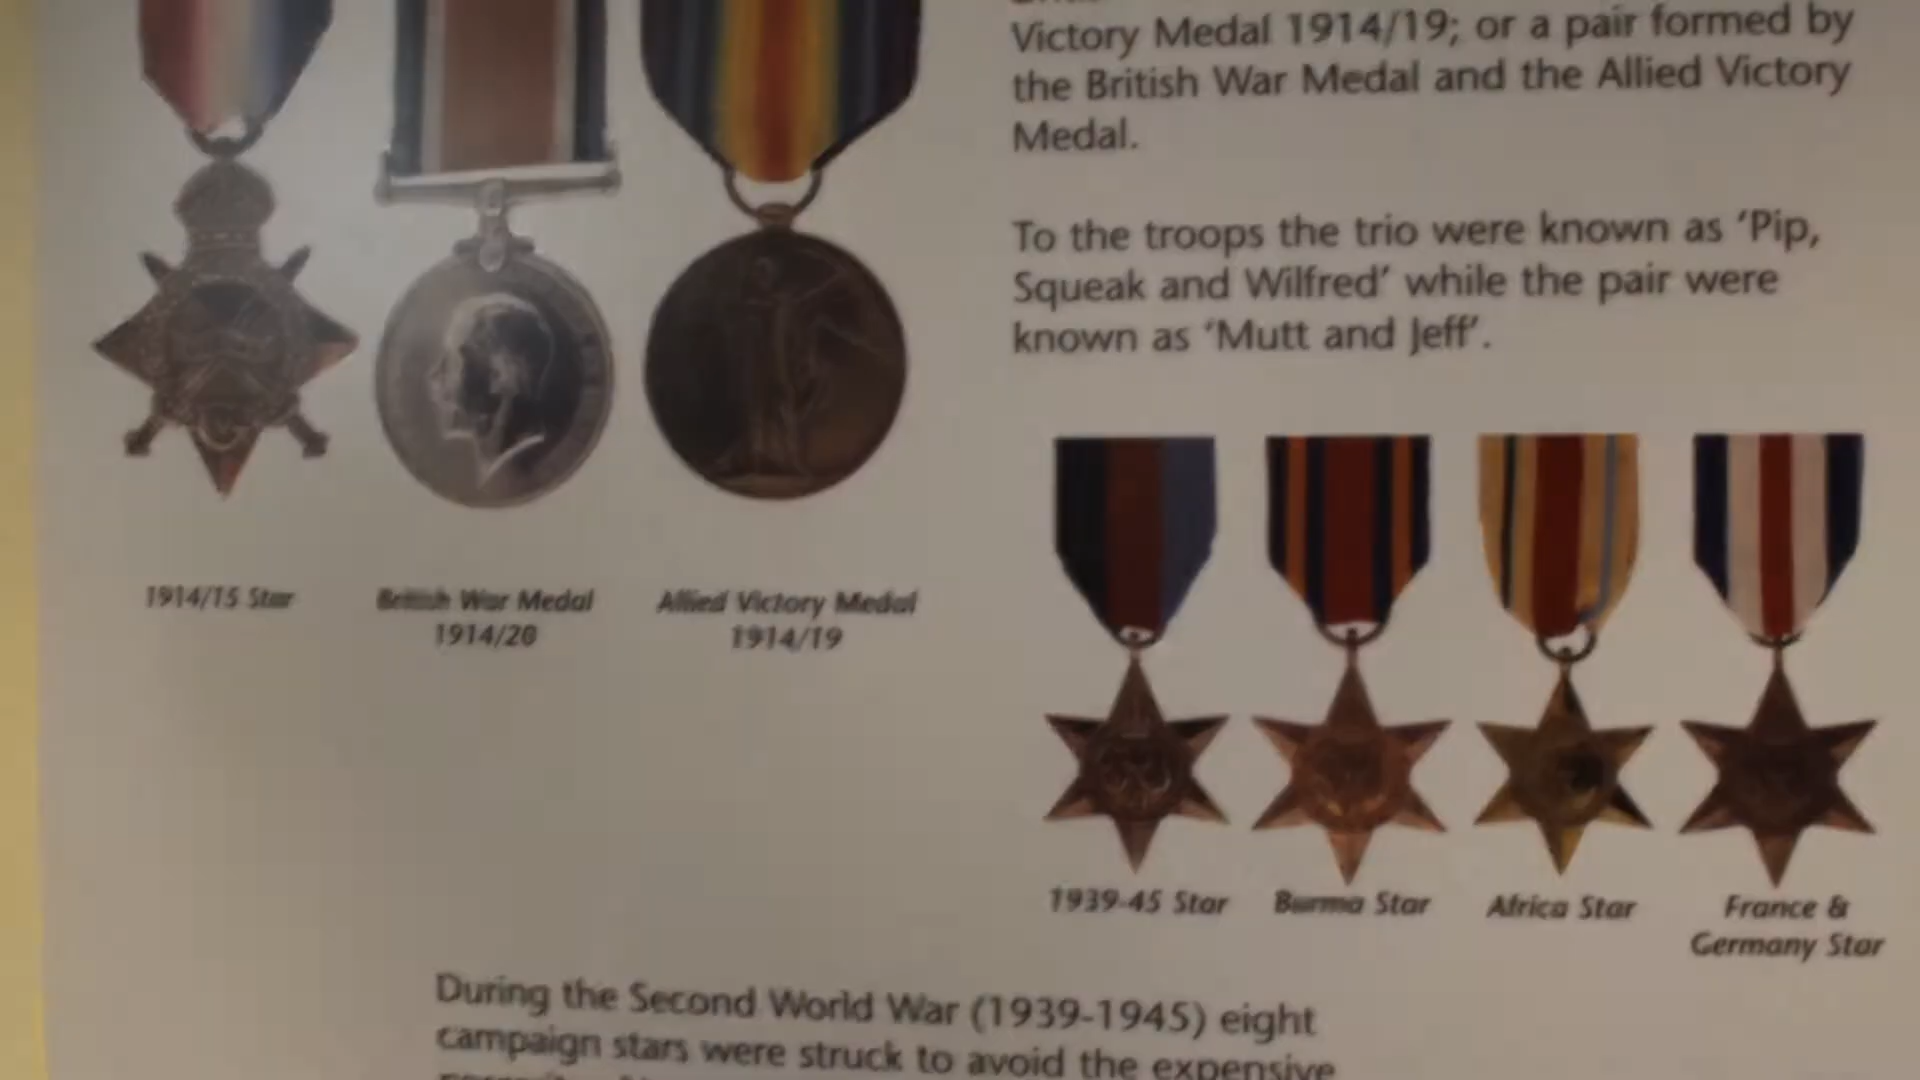 Victory Medal 1914/19; or a pair formed by
the British War Medal and the Allied Victory
Medal.
To the troops the trio were known as ‘Pip,
Squeak and Wilfred’ while the pair were
known as ‘Mutt and Jeff’.
1914/15 Star
British War Medal
1914/20
Allied Victory Medal
1914/19
1939-45 Star
Burma Star
Africa Star
France &
Germany Star
During the Second World War (1939-1945) eight
campaign stars were struck to avoid the expensive